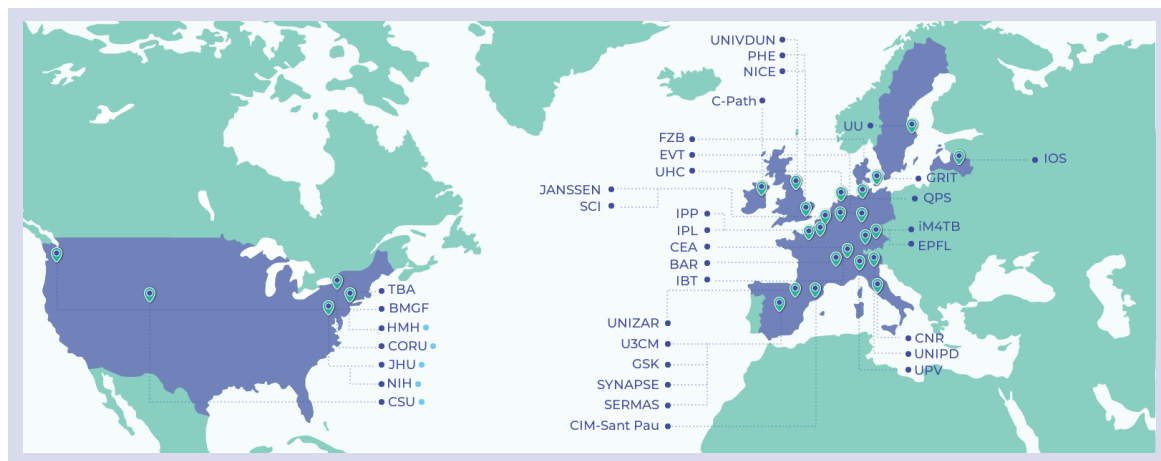 UNIVDUN
PHE
NICE
C-Path
UU
FZB
EVT
UHC
IOS
GRIT
QPS
JANSSEN
SCI
IPP
IPL
CEA
BAR
IBT
iM4TB
EPFL
TBA
BMGF
HMH
CORU
JHU
NIH
CSU
UNIZAR
U3CM
GSK
SYNAPSE
SERMAS
CIM-Sant Pau
CNR
UNIPD
UPV